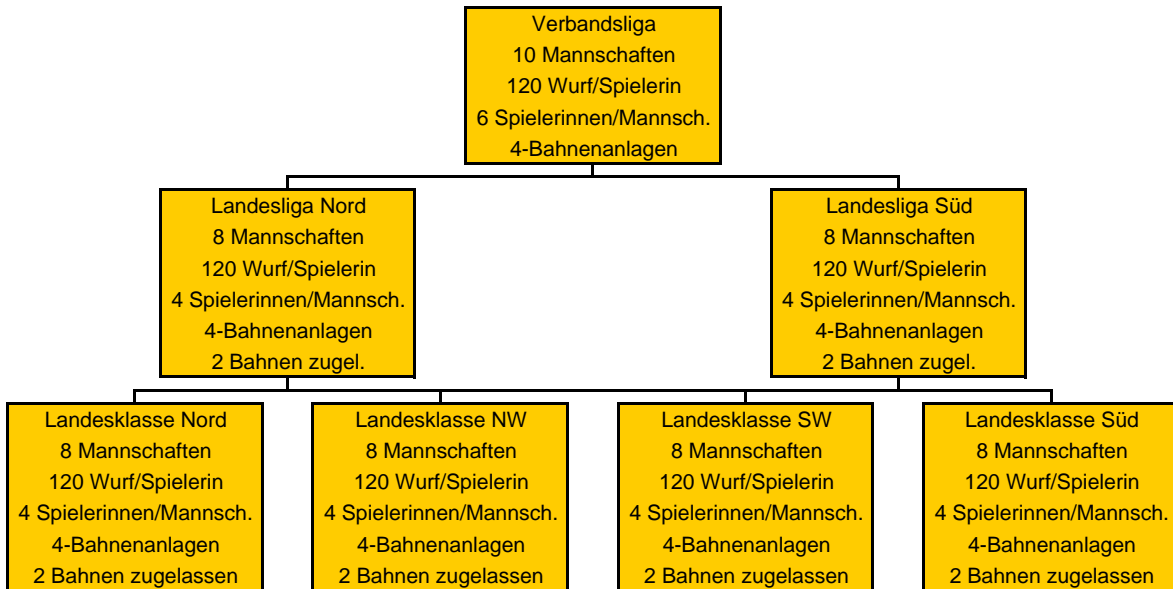 Verbandsliga
10 Mannschaften
120 Wurf/Spielerin
6 Spielerinnen/Mannsch.
4-Bahnenanlagen
Landesliga Nord
8 Mannschaften
120 Wurf/Spielerin
4 Spielerinnen/Mannsch.
4-Bahnenanlagen
2 Bahnen zugel.
Landesliga Süd
8 Mannschaften
120 Wurf/Spielerin
4 Spielerinnen/Mannsch.
4-Bahnenanlagen
2 Bahnen zugel.
Landesklasse Nord
8 Mannschaften
120 Wurf/Spielerin
4 Spielerinnen/Mannsch.
4-Bahnenanlagen
2 Bahnen zugelassen
Landesklasse NW
8 Mannschaften
120 Wurf/Spielerin
4 Spielerinnen/Mannsch.
4-Bahnenanlagen
2 Bahnen zugelassen
Landesklasse SW
8 Mannschaften
120 Wurf/Spielerin
4 Spielerinnen/Mannsch.
4-Bahnenanlagen
2 Bahnen zugelassen
Landesklasse Süd
8 Mannschaften
120 Wurf/Spielerin
4 Spielerinnen/Mannsch.
4-Bahnenanlagen
2 Bahnen zugelassen